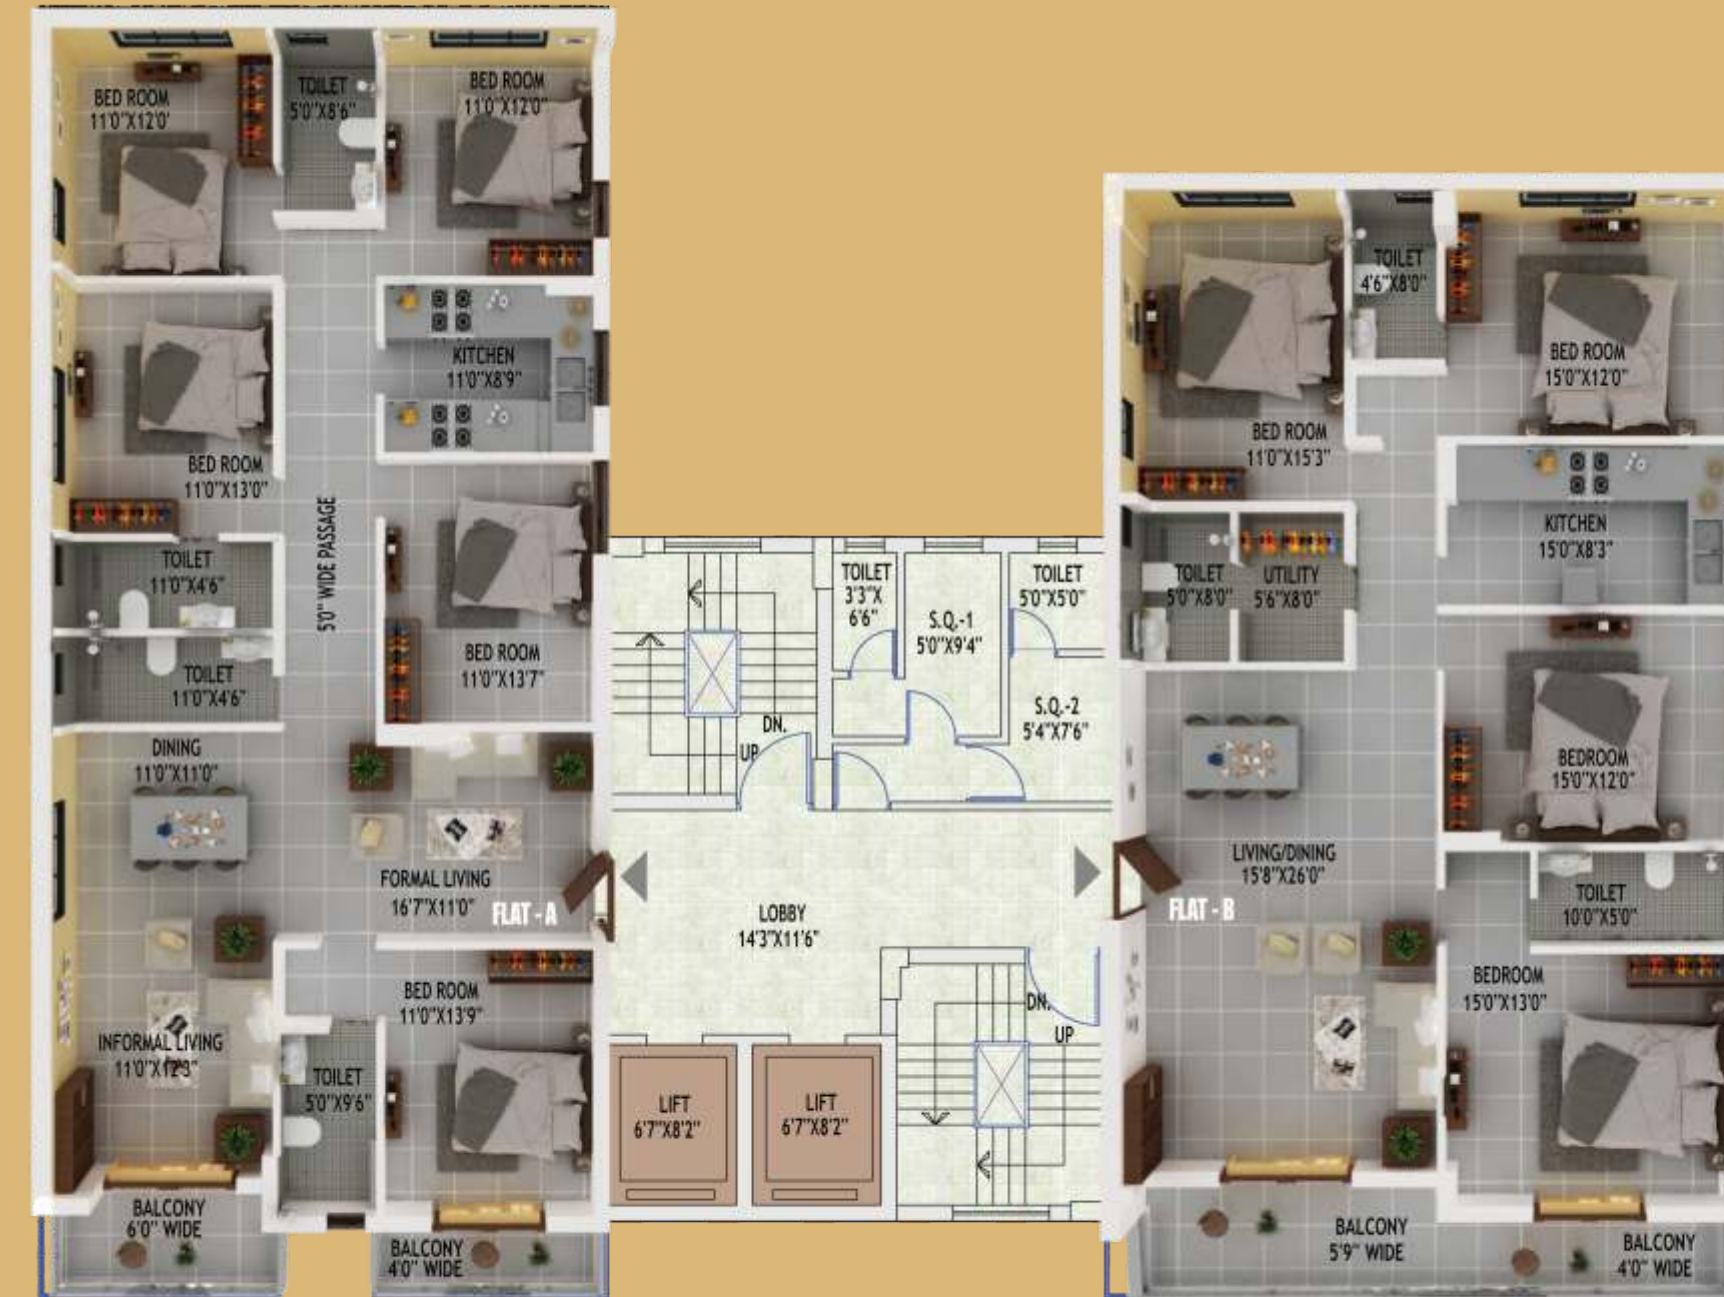 BED ROOM
11'0"X12'0'
TOILET
5'0"X8'6"
BED ROOM
11'0"X12'0"
KITCHEN
11'0"X8'9"
BED ROOM
11'0"X13'0"
5'0" WIDE PASSAGE
TOILET
11'0"X4'6"
TOILET
11'0"X4'6"
BED ROOM
11'0"X13'7"
DINING
11'0"X11'0"
FORMAL LIVING
16'7"X11'0"
FLAT - A
INFORMAL LIVING
11'0"X12'3"
BED ROOM
11'0"X13'9"
TOILET
5'0"X9'6"
BALCONY
6'0" WIDE
BALCONY
4'0" WIDE
DN.
UP
TOILET
3'3"X
6'6"
S.Q.-1
5'0"X9'4"
TOILET
5'0"X5'0"
S.Q.-2
5'4"X7'6"
LOBBY
14'3"X11'6"
LIFT
6'7"X8'2"
LIFT
6'7"X8'2"
DN.
UP
TOILET
4'6"X8'0"
BED ROOM
15'0"X12'0"
BED ROOM
11'0"X15'3"
KITCHEN
15'0"X8'3"
TOILET
5'0"X8'0"
UTILITY
5'6"X8'0"
BEDROOM
15'0"X12'0"
LIVING/DINING
15'8"X26'0"
FLAT - B
TOILET
10'0"X5'0"
BEDROOM
15'0"X13'0"
BALCONY
5'9" WIDE
BALCONY
4'0" WIDE